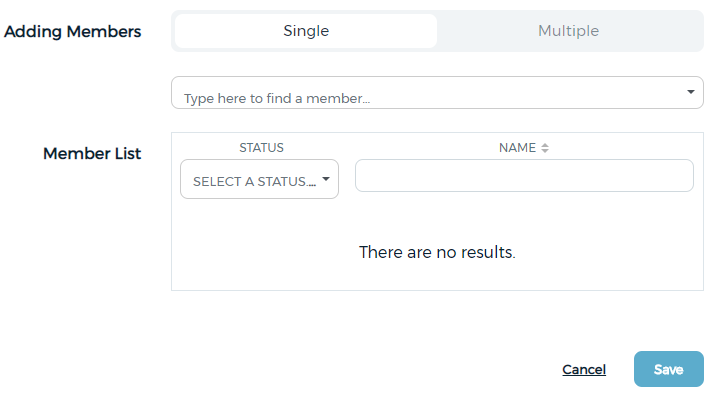 Adding Members
Single
Multiple
Type here to find a member...
Member List
STATUS
NAME
SELECT A STATUS....
There are no results.
Cancel
Save